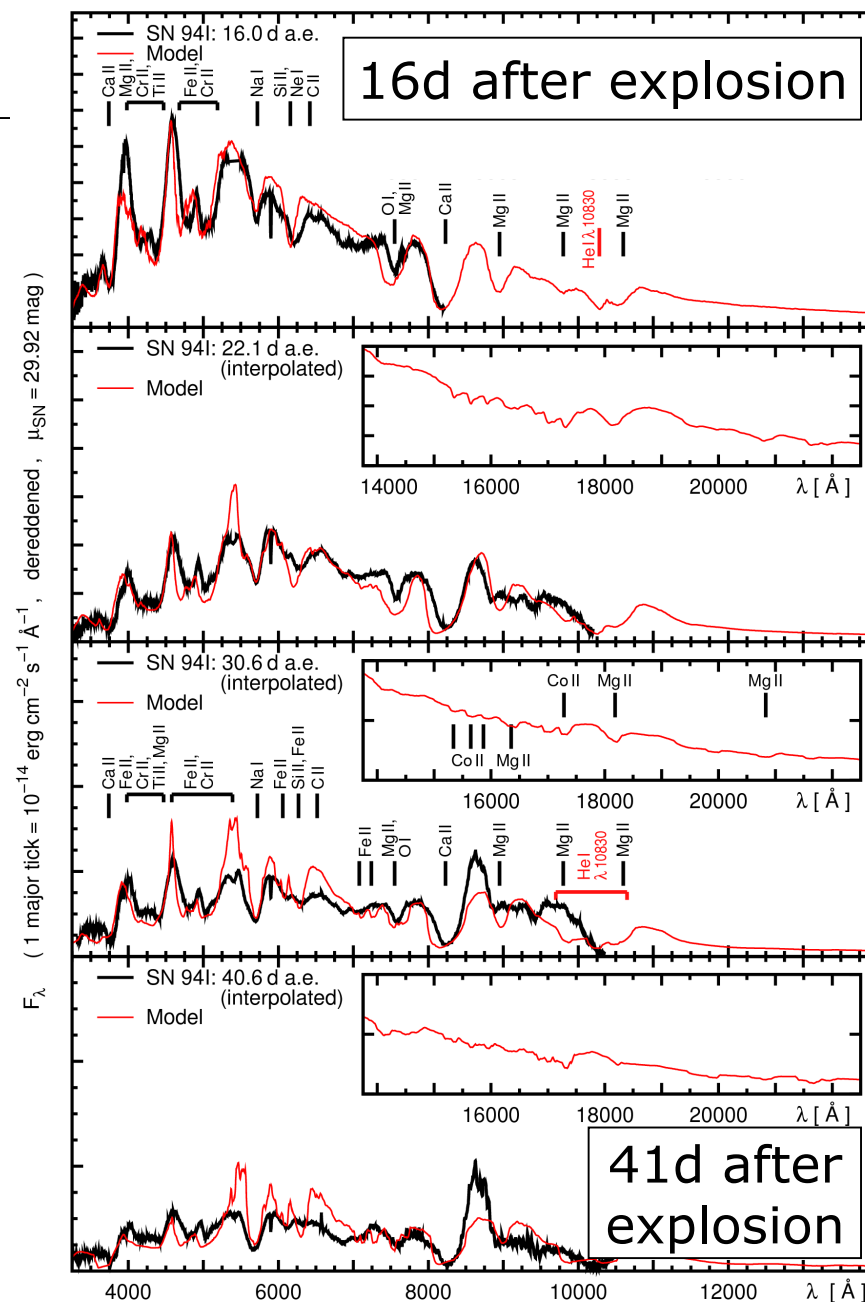 SN 94I: 16.0 d a.e.
Model
16d after explosion
Ca II
Mg II,
Cr II,
Ti II
Fe II,
Cr II
Na I
Si II,
Ne I
C II
O I,
Mg II
Ca II
Mg II
Mg II
He I λ 10830
Mg II
SN 94I: 22.1 d a.e.
(interpolated)
Model
14000 16000 18000 20000 λ [ Å ]
SN 94I: 30.6 d a.e.
(interpolated)
Model
Co II Mg II Mg II
Co II Mg II
16000 18000 20000 λ [ Å ]
Ca II
Fe II,
Cr II,
Ti II, Mg II
Fe II,
Cr II
Na I
Fe II
Si II, Fe II
C II
Fe II
Mg II,
O I
Ca II
Mg II
Mg II
He I
λ 10830
Mg II
SN 94I: 40.6 d a.e.
(interpolated)
Model
16000 18000 20000 λ [ Å ]
41d after
explosion
4000 6000 8000 10000 12000 λ [ Å ]
F_λ ( 1 major tick = 10⁻¹⁴ erg cm⁻² s⁻¹ Å⁻¹ , dereddened , μ_SN = 29.92 mag )